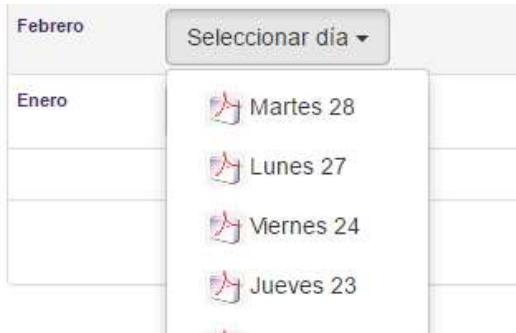 Febrero
Seleccionar día
Enero
Martes 28
Lunes 27
Viernes 24
Jueves 23